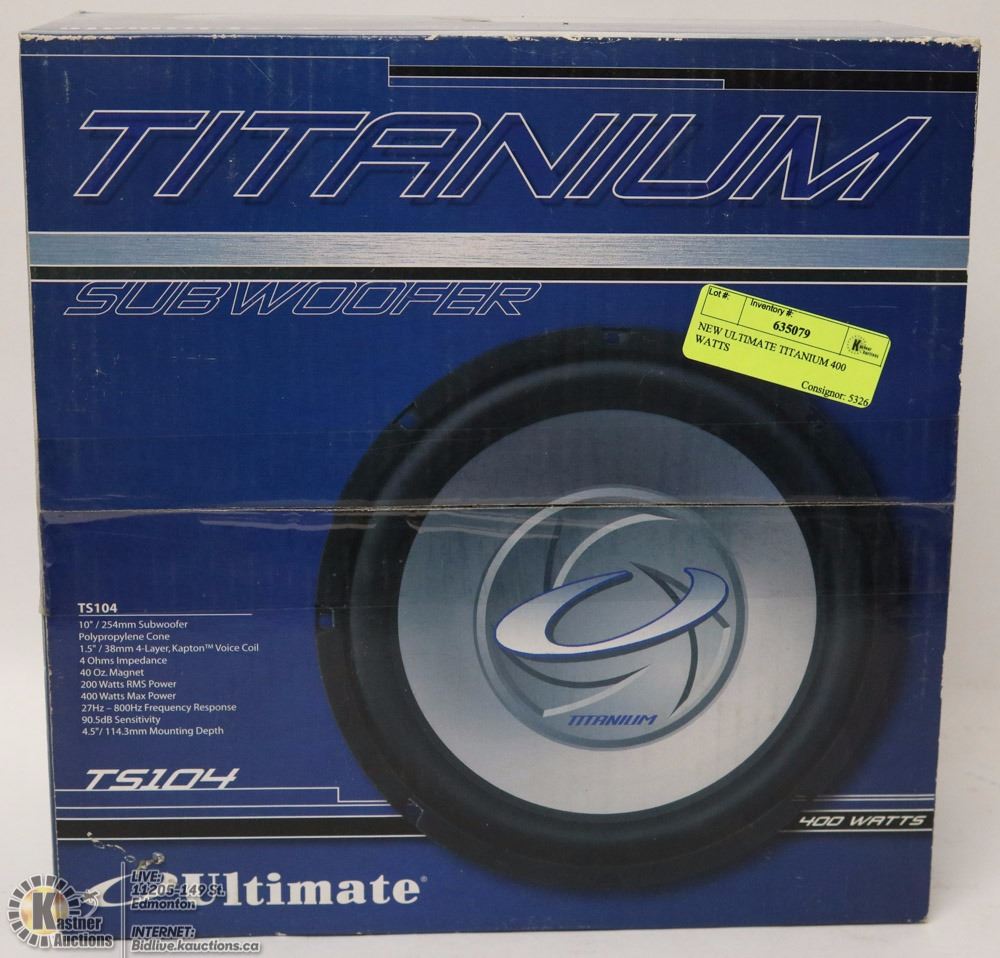 TITANIUM
SUBWOOFER
Lot #:
Inventory #:
635079
Kastner
Auctions
NEW ULTIMATE TITANIUM 400
WATTS
Consignor: 5326
TITANIUM
TS104
10" / 254mm Subwoofer
Polypropylene Cone
1.5" / 38mm 4-Layer, Kapton™ Voice Coil
4 Ohms Impedance
40 Oz. Magnet
200 Watts RMS Power
400 Watts Max Power
27Hz – 800Hz Frequency Response
90.5dB Sensitivity
4.5"/ 114.3mm Mounting Depth
TS104
400 WATTS
Ultimate®
Kastner
Auctions
LIVE:
11205-149 St.
Edmonton
INTERNET:
Bidlive.kauctions.ca